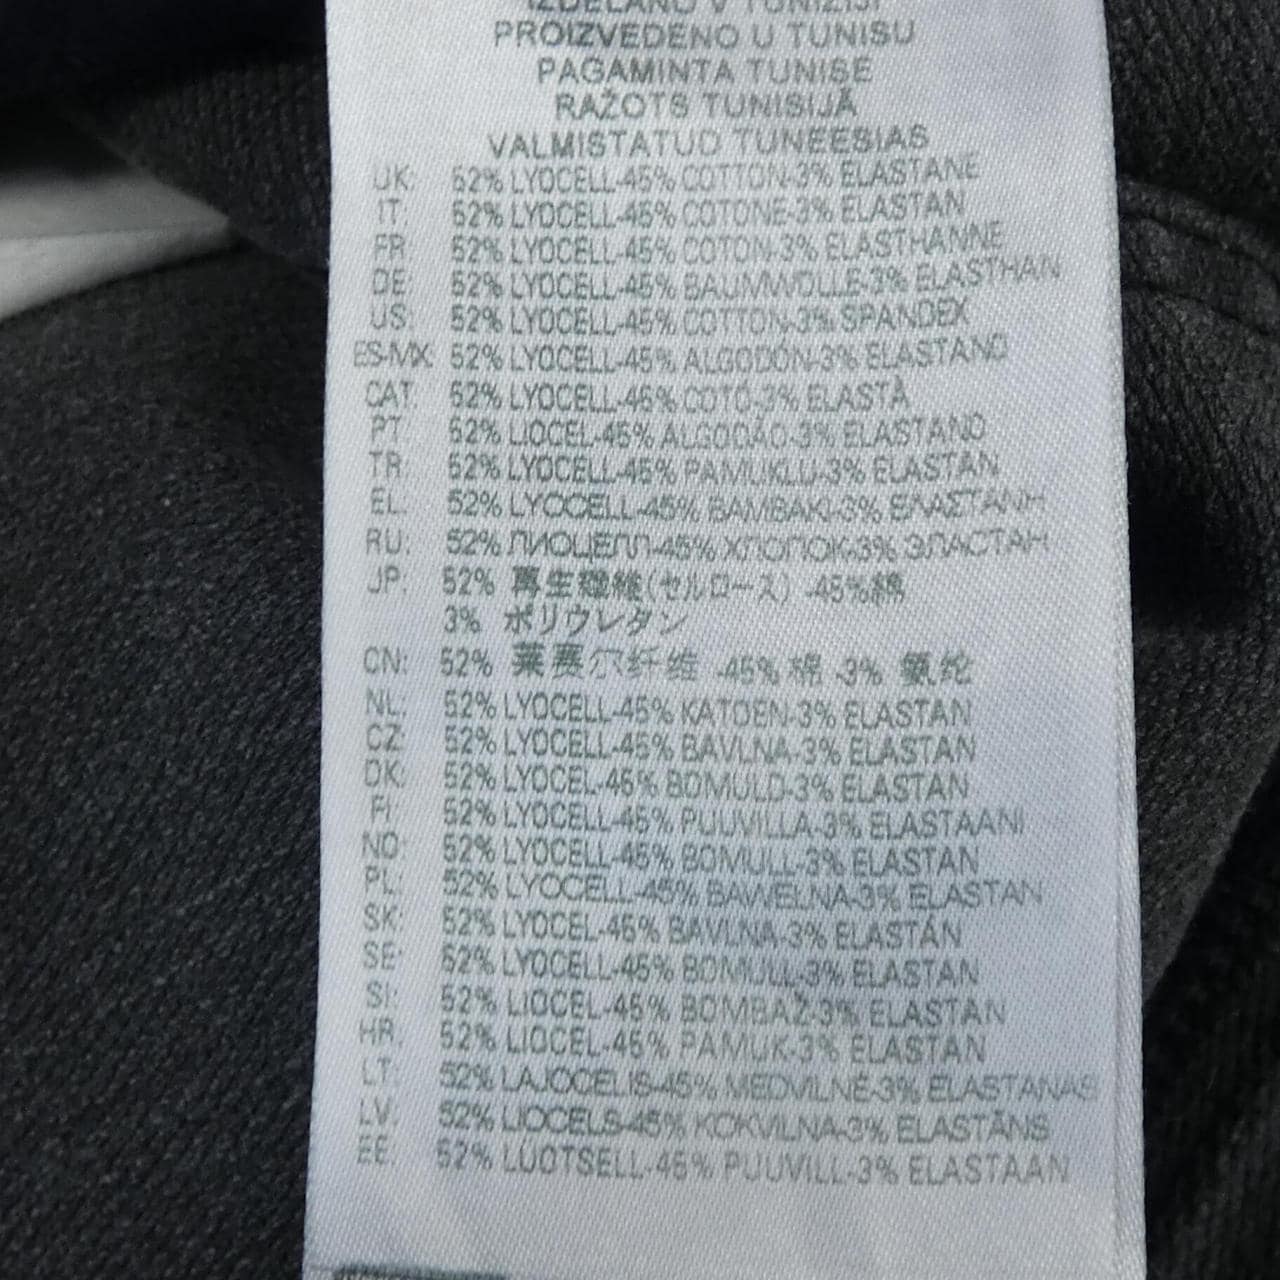 IZDELANO V TUNIZIJI
PROIZVEDENO U TUNISU
PAGAMINTA TUNISE
RAŽOTS TUNISIJĀ
VALMISTATUD TUNEESIAS
UK: 52% LYOCELL-45% COTTON-3% ELASTANE
IT: 52% LYOCELL-45% COTONE-3% ELASTAN
FR: 52% LYOCELL-45% COTON-3% ELASTHANNE
DE: 52% LYOCELL-45% BAUMWOLLE-3% ELASTHAN
US: 52% LYOCELL-45% COTTON-3% SPANDEX
ES-MX: 52% LYOCELL-45% ALGODÓN-3% ELASTANO
CAT: 52% LYOCELL-45% COTÓ-3% ELASTÀ
PT: 52% LIOCEL-45% ALGODÃO-3% ELASTANO
TR: 52% LYOCELL-45% PAMUKLU-3% ELASTAN
EL: 52% LYOCELL-45% BAMBAKI-3% ΕΛΑΣΤΑΝΗ
RU: 52% ЛИОЦЕЛЛ-45% ХЛОПОК-3% ЭЛАСТАН
JP: 52% 再生繊維(セルロース) -45%綿
3% ポリウレタン
CN: 52% 莱赛尔纤维 -45% 棉 -3% 氨纶
NL: 52% LYOCELL-45% KATOEN-3% ELASTAN
CZ: 52% LYOCELL-45% BAVLNA-3% ELASTAN
DK: 52% LYOCEL-45% BOMULD-3% ELASTAN
FI: 52% LYOCELL-45% PUUVILLA-3% ELASTAANI
NO: 52% LYOCELL-45% BOMULL-3% ELASTAN
PL: 52% LYOCELL-45% BAWEŁNA-3% ELASTAN
SK: 52% LYOCEL-45% BAVLNA-3% ELASTÁN
SE: 52% LYOCELL-45% BOMULL-3% ELASTAN
SI: 52% LIOCEL-45% BOMBAŽ-3% ELASTAN
HR: 52% LIOCEL-45% PAMUK-3% ELASTAN
LT: 52% LAJOCELIS-45% MEDVILNĖ-3% ELASTANAS
LV: 52% LIOCELS-45% KOKVILNA-3% ELASTĀNS
EE: 52% LÜOTSELL-45% PUUVILL-3% ELASTAAN